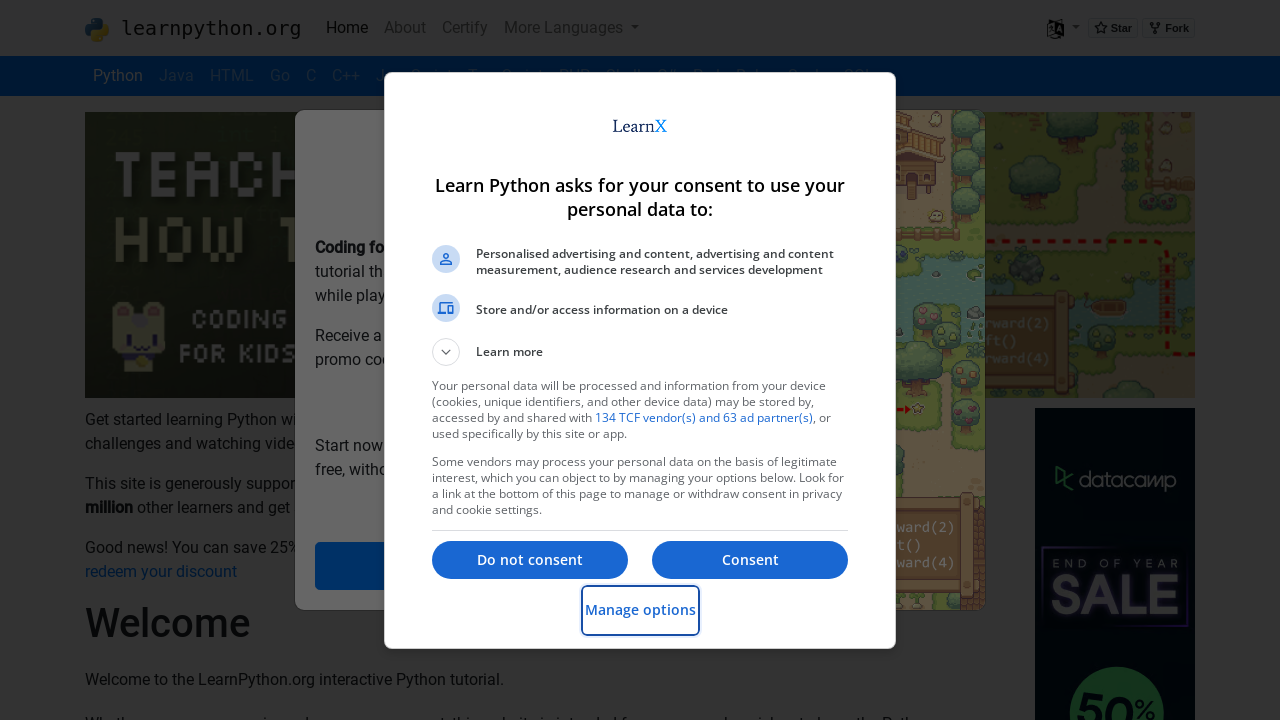 learnpython.org Home About Certify More Languages Star Fork
Python Java HTML Go C C++
LearnX
TEACH
HOW T
CODING
FOR KIDS
Learn Python asks for your consent to use your
personal data to:
Personalised advertising and content, advertising and content
measurement, audience research and services development
Store and/or access information on a device
Learn more
Your personal data will be processed and information from your device
(cookies, unique identifiers, and other device data) may be stored by,
accessed by and shared with 134 TCF vendor(s) and 63 ad partner(s), or
used specifically by this site or app.
Some vendors may process your personal data on the basis of legitimate
interest, which you can object to by managing your options below. Look for
a link at the bottom of this page to manage or withdraw consent in privacy
and cookie settings.
Do not consent Consent
Manage options
Coding fo
tutorial th
while play
Receive a
promo co
Start now
free, witho
rward(2)
ft()
rward(4)
ward(2)
t()
ward(4)
Get started learning Python wi
challenges and watching vide
This site is generously suppor
million other learners and get
Good news! You can save 25%
redeem your discount
Welcome
Welcome to the LearnPython.org interactive Python tutorial.
datacamp
END OF YEAR
SALE
50%